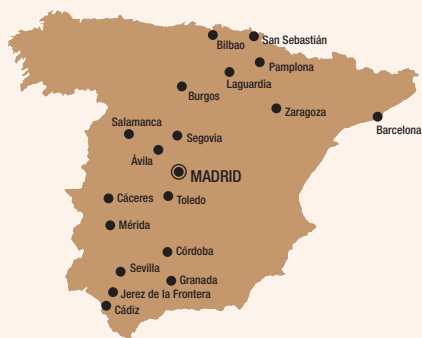 San Sebastián
Bilbao
Pamplona
Laguardia
Burgos
Zaragoza
Salamanca
Barcelona
Segovia
Ávila
MADRID
Cáceres
Toledo
Mérida
Córdoba
Sevilla
Granada
Jerez de la Frontera
Cádiz